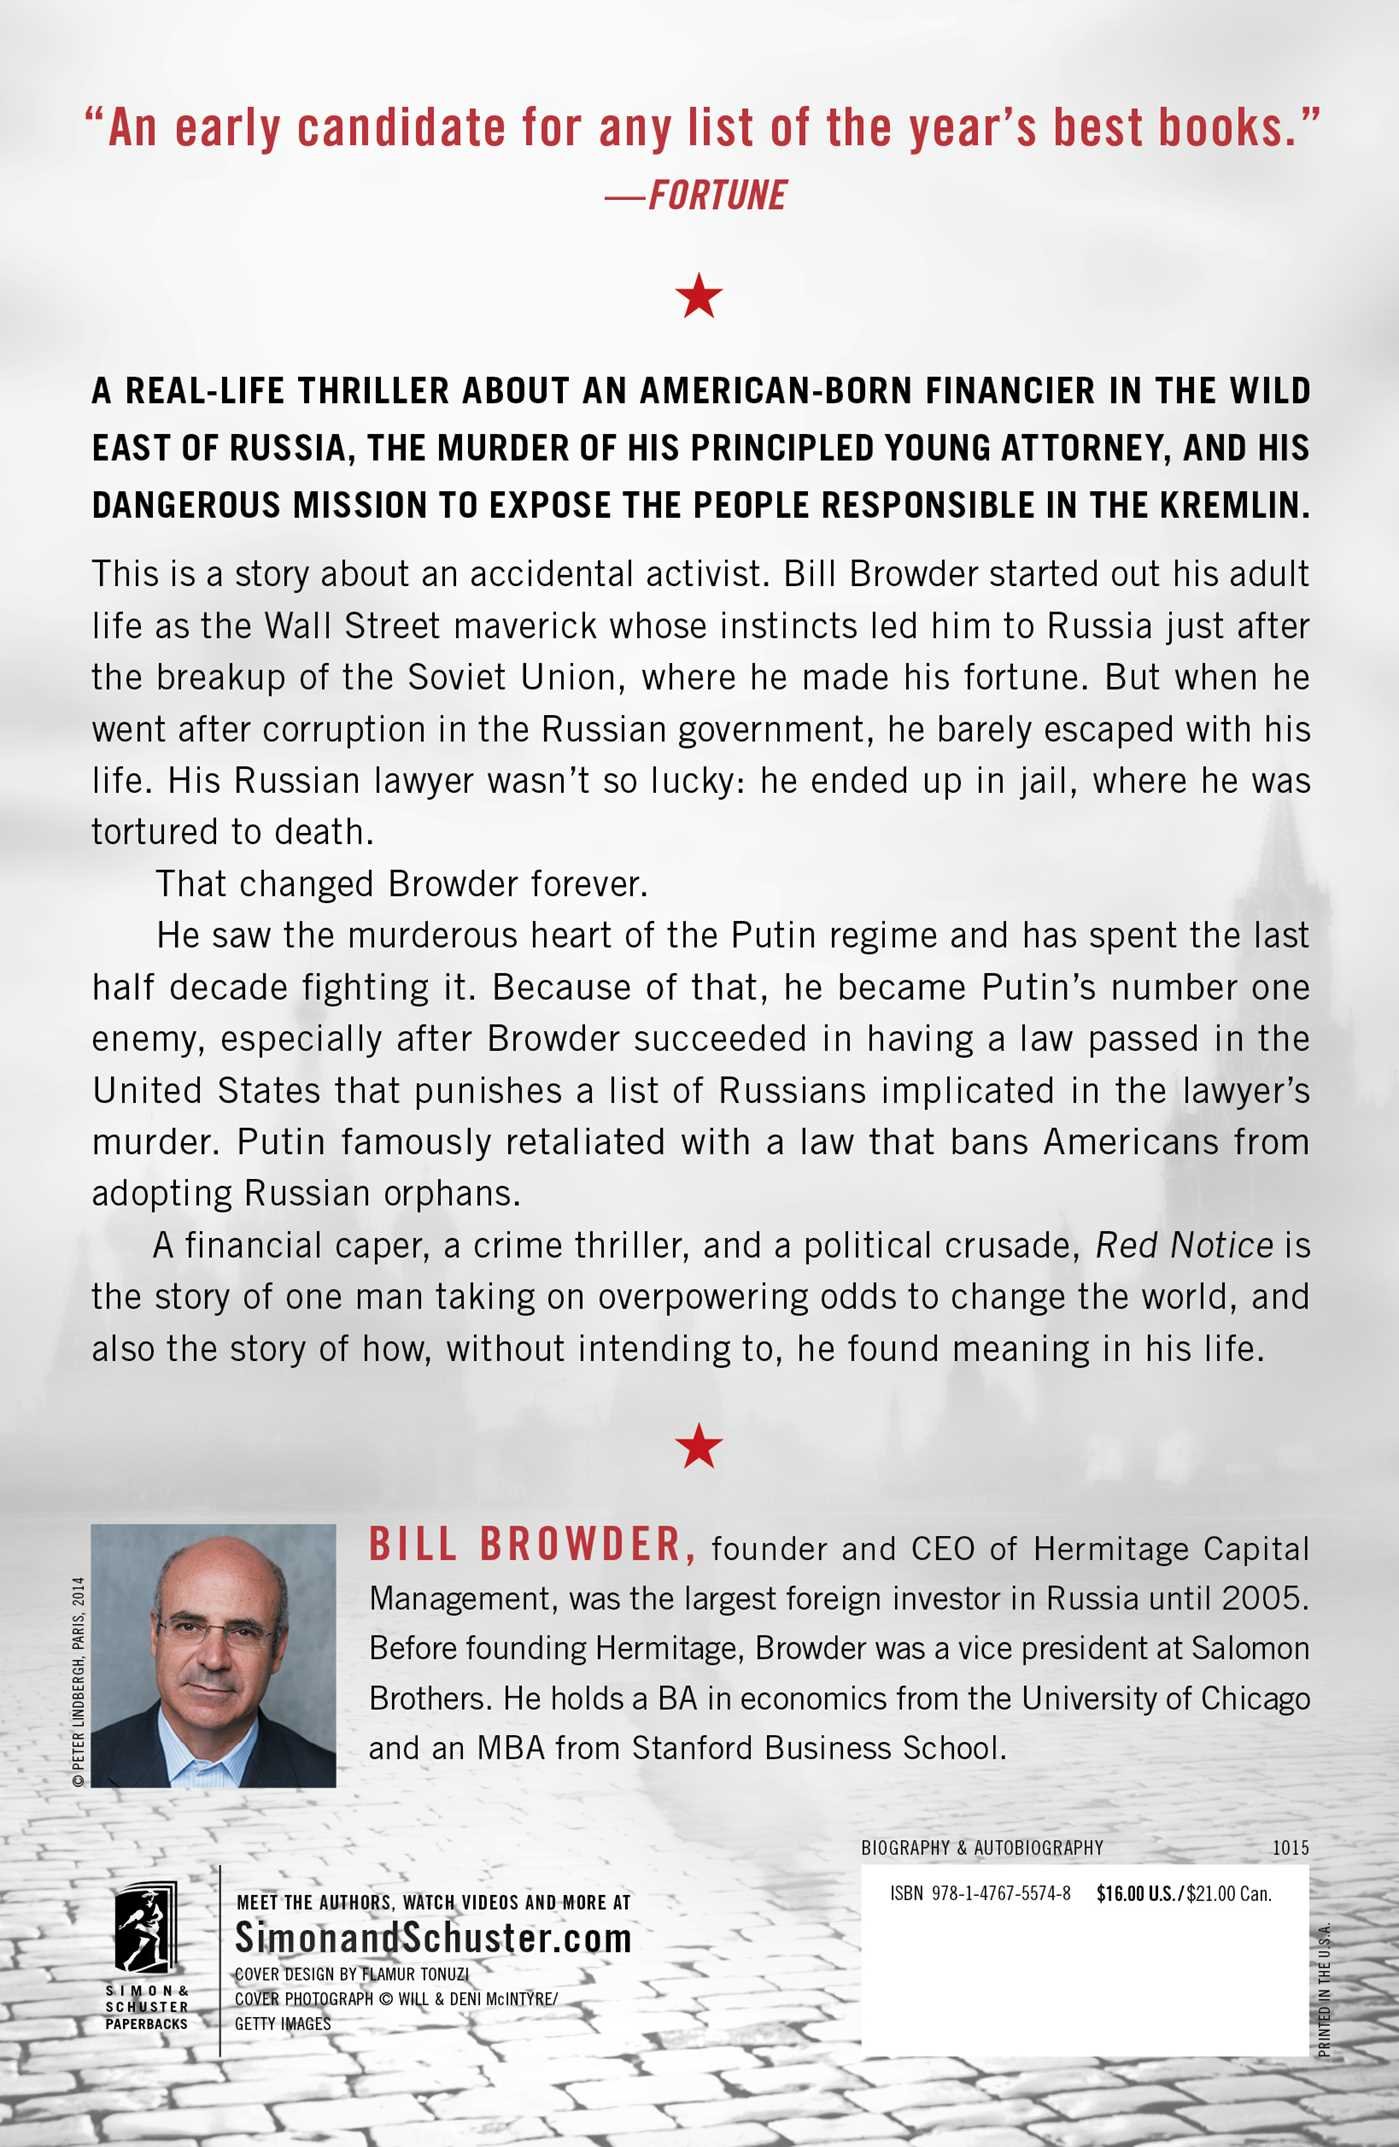 “An early candidate for any list of the year’s best books.”
—FORTUNE
A REAL-LIFE THRILLER ABOUT AN AMERICAN-BORN FINANCIER IN THE WILD
EAST OF RUSSIA, THE MURDER OF HIS PRINCIPLED YOUNG ATTORNEY, AND HIS
DANGEROUS MISSION TO EXPOSE THE PEOPLE RESPONSIBLE IN THE KREMLIN.
This is a story about an accidental activist. Bill Browder started out his adult
life as the Wall Street maverick whose instincts led him to Russia just after
the breakup of the Soviet Union, where he made his fortune. But when he
went after corruption in the Russian government, he barely escaped with his
life. His Russian lawyer wasn’t so lucky: he ended up in jail, where he was
tortured to death.
That changed Browder forever.
He saw the murderous heart of the Putin regime and has spent the last
half decade fighting it. Because of that, he became Putin’s number one
enemy, especially after Browder succeeded in having a law passed in the
United States that punishes a list of Russians implicated in the lawyer’s
murder. Putin famously retaliated with a law that bans Americans from
adopting Russian orphans.
A financial caper, a crime thriller, and a political crusade, Red Notice is
the story of one man taking on overpowering odds to change the world, and
also the story of how, without intending to, he found meaning in his life.
© PETER LINDBERGH, PARIS, 2014
BILL BROWDER, founder and CEO of Hermitage Capital
Management, was the largest foreign investor in Russia until 2005.
Before founding Hermitage, Browder was a vice president at Salomon
Brothers. He holds a BA in economics from the University of Chicago
and an MBA from Stanford Business School.
SIMON &
SCHUSTER
PAPERBACKS
MEET THE AUTHORS, WATCH VIDEOS AND MORE AT
SimonandSchuster.com
COVER DESIGN BY FLAMUR TONUZI
COVER PHOTOGRAPH © WILL & DENI McINTYRE/
GETTY IMAGES
BIOGRAPHY & AUTOBIOGRAPHY 1015
ISBN 978-1-4767-5574-8 $16.00 U.S./$21.00 Can.
PRINTED IN THE U.S.A.